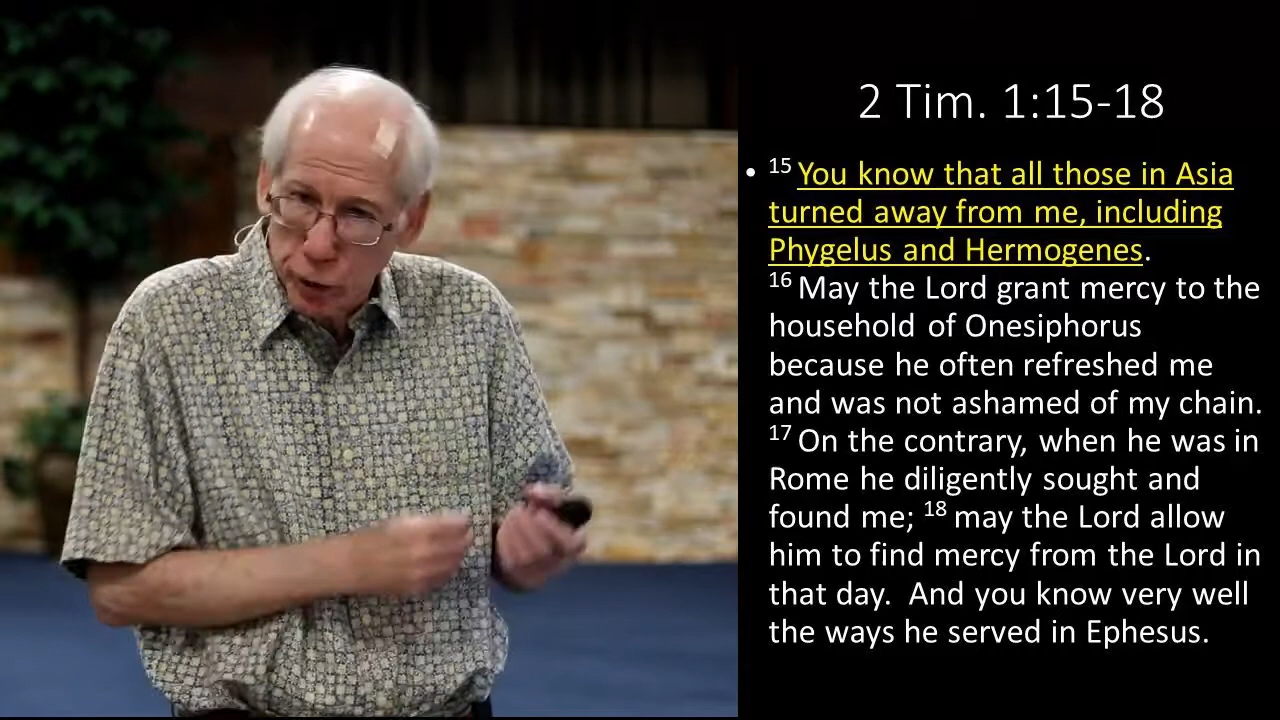 2 Tim. 1:15-18
• 15 You know that all those in Asia
turned away from me, including
Phygelus and Hermogenes.
16 May the Lord grant mercy to the
household of Onesiphorus
because he often refreshed me
and was not ashamed of my chain.
17 On the contrary, when he was in
Rome he diligently sought and
found me; 18 may the Lord allow
him to find mercy from the Lord in
that day.  And you know very well
the ways he served in Ephesus.